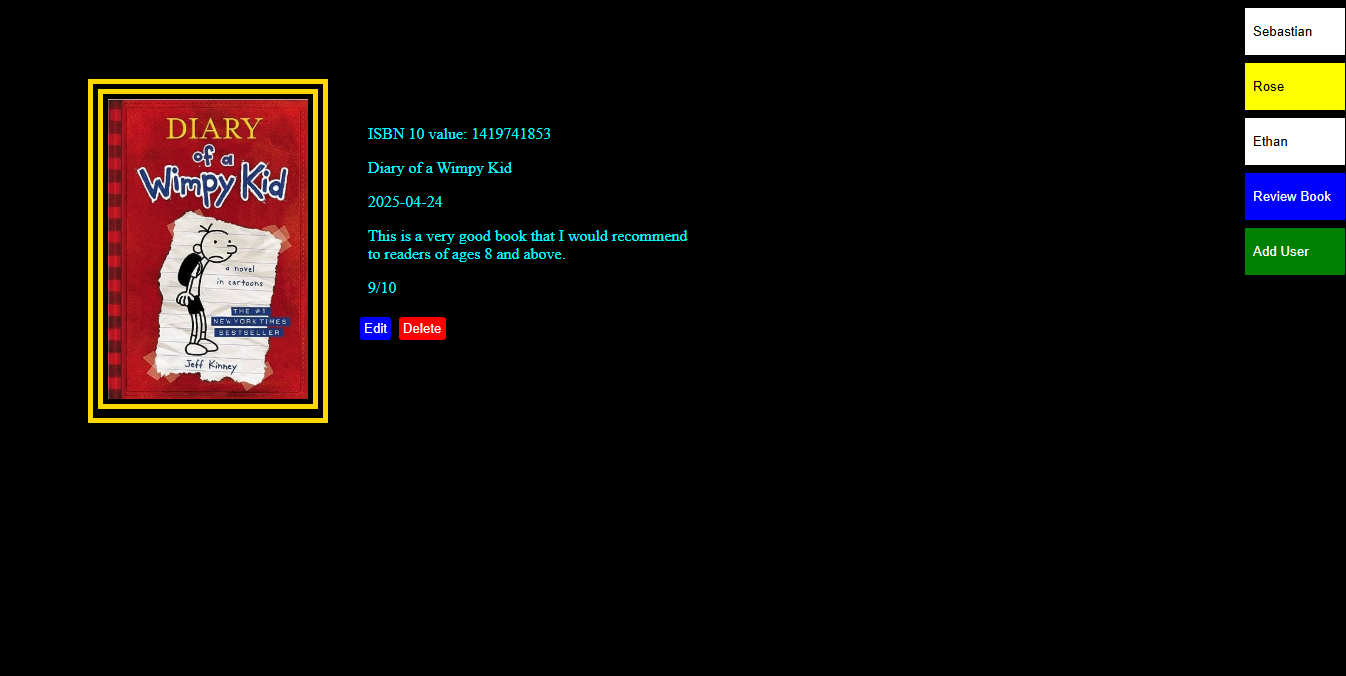 DIARY
of a
Wimpy Kid
a novel
in cartoons
THE #1
NEW YORK TIMES
BESTSELLER
Jeff Kinney
ISBN 10 value: 1419741853
Diary of a Wimpy Kid
2025-04-24
This is a very good book that I would recommend
to readers of ages 8 and above.
9/10
Edit Delete
Sebastian
Rose
Ethan
Review Book
Add User